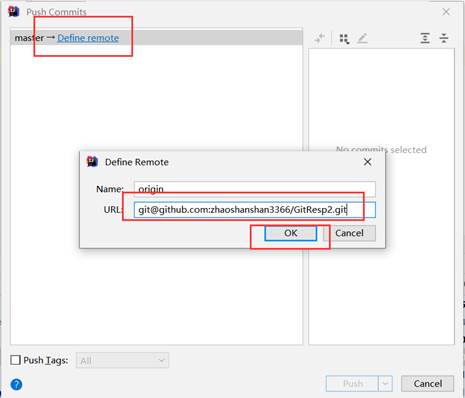 Push Commits
master → Define remote
No commits selected
Define Remote
Name: origin
URL: git@github.com:zhaoshanshan3366/GitResp2.git
OK Cancel
Push Tags: All
? Push Cancel